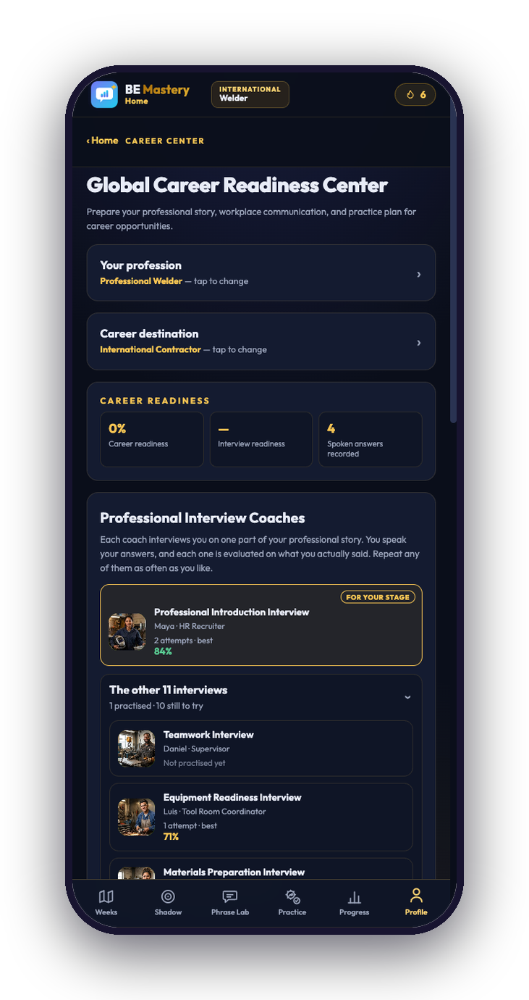 BE Mastery
Home
INTERNATIONAL
Welder
6
‹ Home CAREER CENTER
Global Career Readiness Center
Prepare your professional story, workplace communication, and practice plan for
career opportunities.
Your profession
Professional Welder — tap to change
›
Career destination
International Contractor — tap to change
›
CAREER READINESS
0%
Career readiness
—
Interview readiness
4
Spoken answers
recorded
Professional Interview Coaches
Each coach interviews you on one part of your professional story. You speak
your answers, and each one is evaluated on what you actually said. Repeat any
of them as often as you like.
FOR YOUR STAGE
Professional Introduction Interview
Maya · HR Recruiter
2 attempts · best
84%
The other 11 interviews
1 practised · 10 still to try
Teamwork Interview
Daniel · Supervisor
Not practised yet
Equipment Readiness Interview
Luis · Tool Room Coordinator
1 attempt · best
71%
Materials Preparation Interview
Weeks
Shadow
Phrase Lab
Practice
Progress
Profile